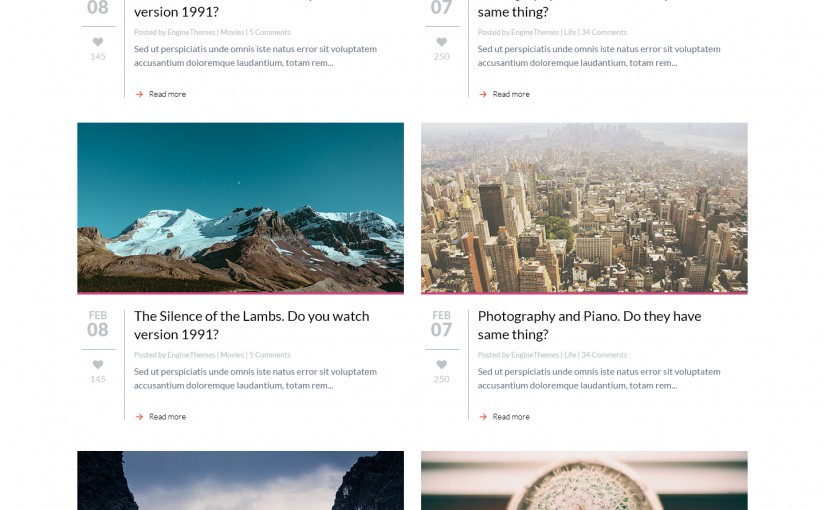 08
version 1991?
Posted by EngineThemes | Movies | 5 Comments
145
Sed ut perspiciatis unde omnis iste natus error sit voluptatem
accusantium doloremque laudantium, totam rem...
Read more
07
same thing?
Posted by EngineThemes | Life | 34 Comments
250
Sed ut perspiciatis unde omnis iste natus error sit voluptatem
accusantium doloremque laudantium, totam rem...
Read more
FEB
08
145
The Silence of the Lambs. Do you watch
version 1991?
Posted by EngineThemes | Movies | 5 Comments
Sed ut perspiciatis unde omnis iste natus error sit voluptatem
accusantium doloremque laudantium, totam rem...
Read more
FEB
07
250
Photography and Piano. Do they have
same thing?
Posted by EngineThemes | Life | 34 Comments
Sed ut perspiciatis unde omnis iste natus error sit voluptatem
accusantium doloremque laudantium, totam rem...
Read more